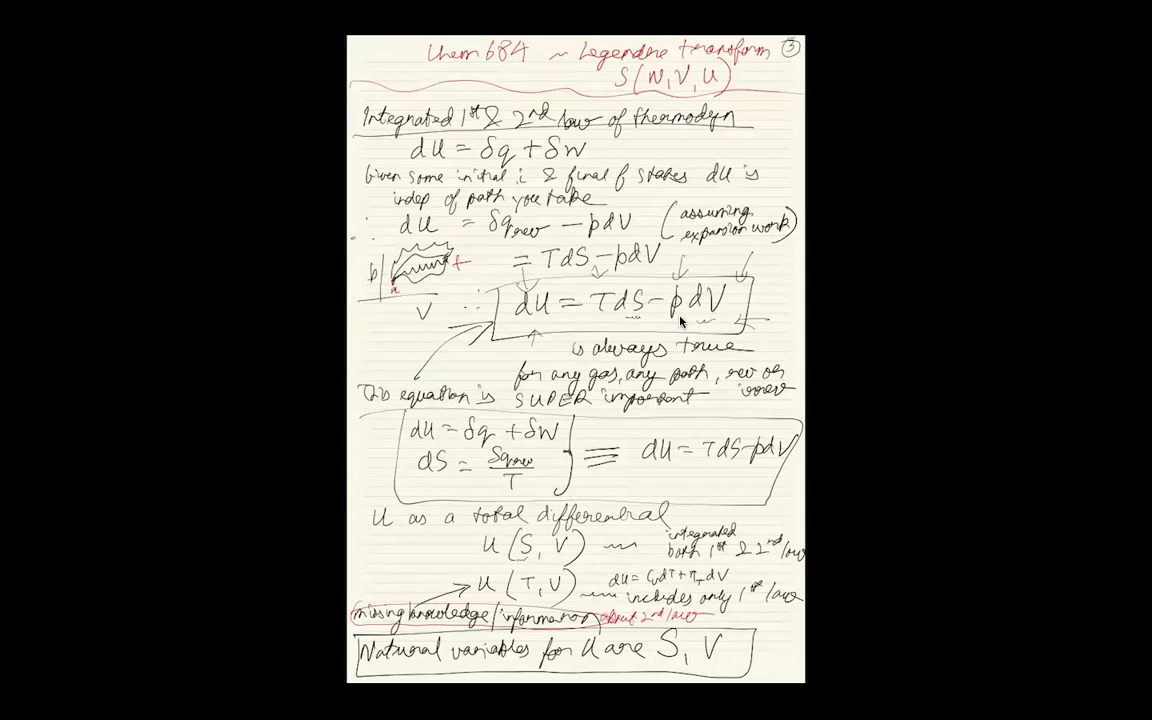 Chem 684 ~ Legendre transform ③
S(N, V, U)
Integrated 1st & 2nd law of thermodyn
dU = δq + δw
Given some initial i & final f states dU is
indep of path you take
∴ dU = δqrev − pdV (assuming expansion work)
= TdS − pdV
p
i
f
V
∴ dU = TdS − pdV
is always true
for any gas, any path, rev or irrev
This equation is SUPER important
dU = δq + δw
dS = δqrev / T
≡ dU = TdS − pdV
U as a total differential
U (S, V) ~ integrated both 1st & 2nd law
U (T, V) dU = CvdT + πT dV
~ includes only 1st law
missing knowledge/information about 2nd law
Natural variables for U are S, V